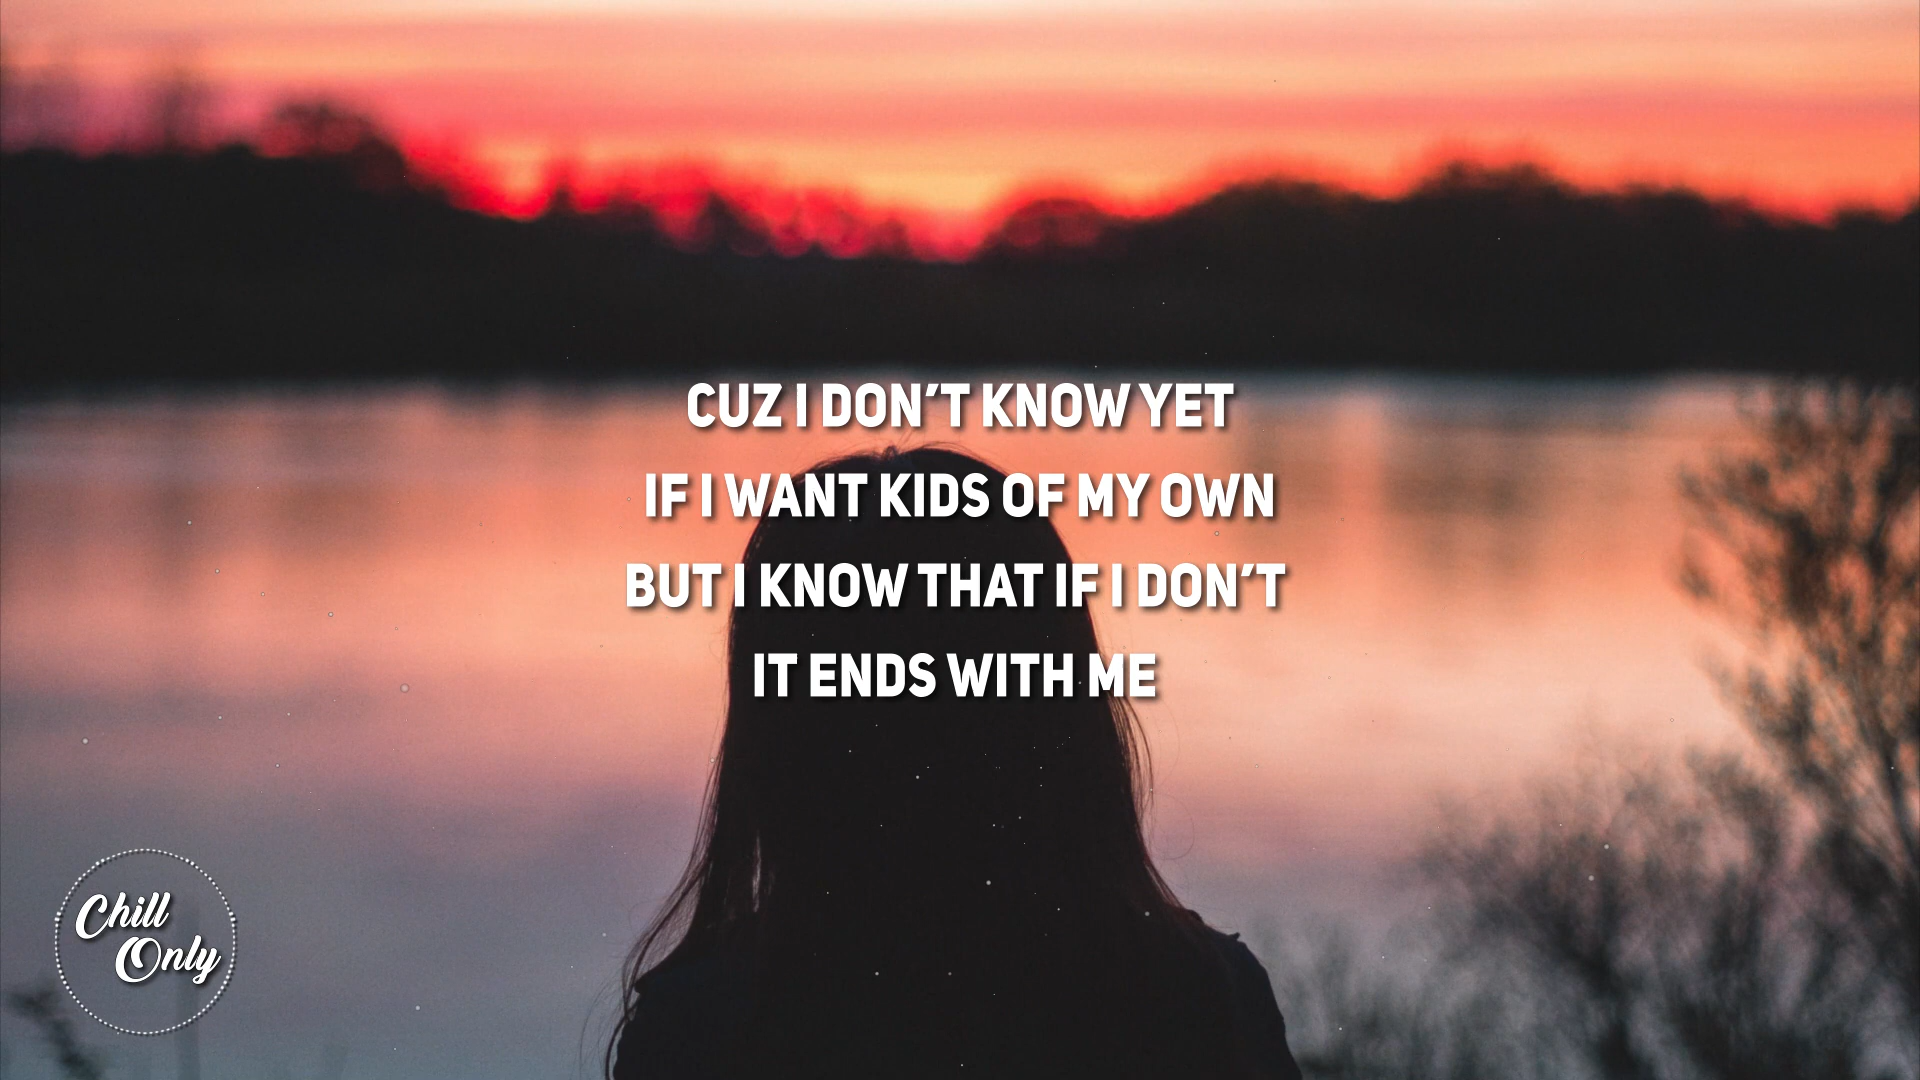 CUZ I DON'T KNOW YET
IF I WANT KIDS OF MY OWN
BUT I KNOW THAT IF I DON'T
IT ENDS WITH ME
Chill
Only